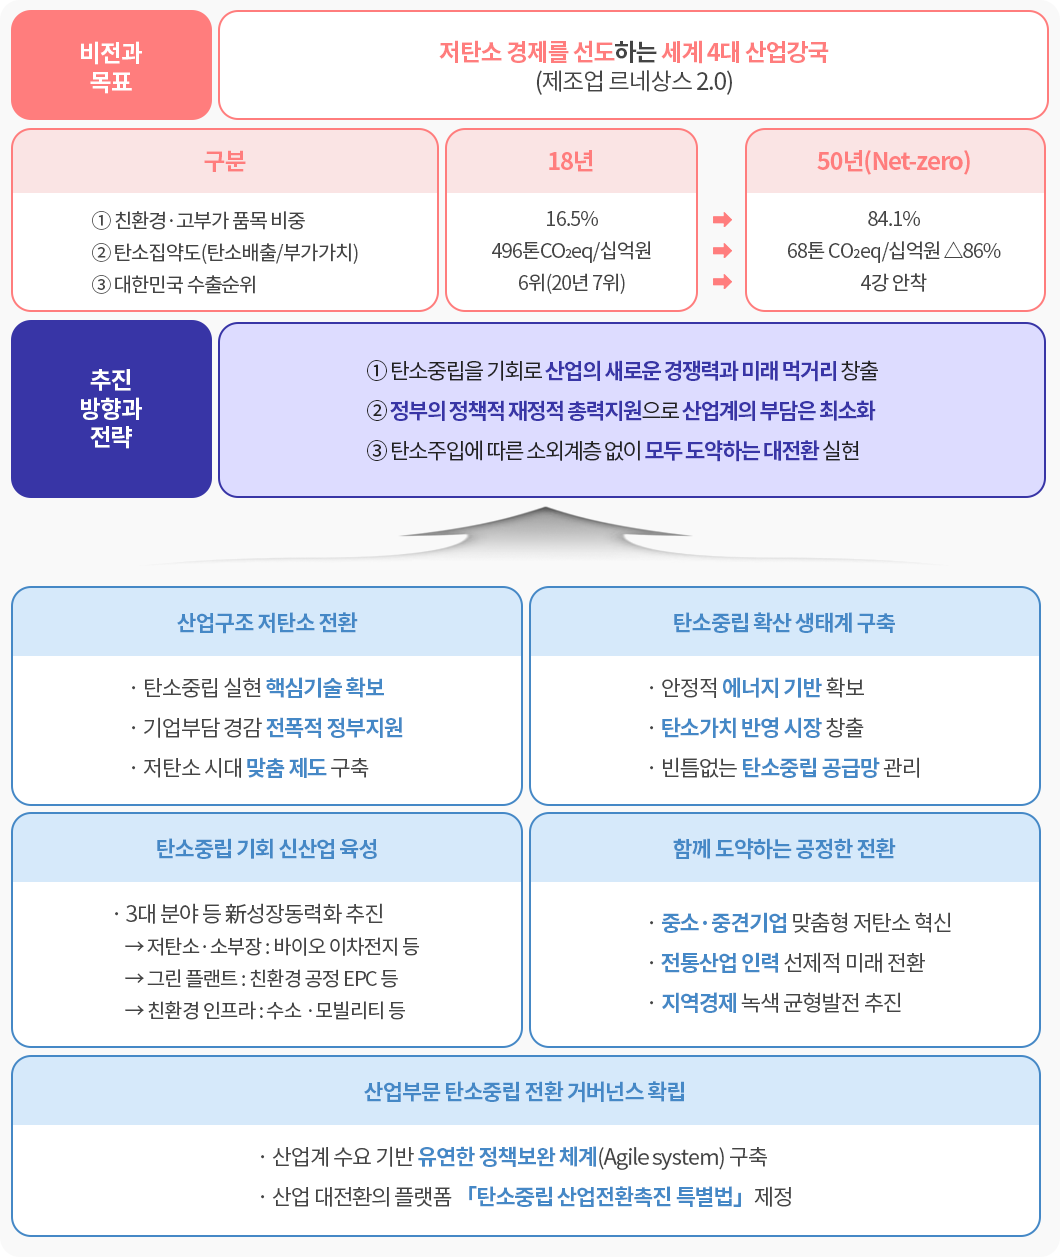 비전과
목표
저탄소 경제를 선도하는 세계 4대 산업강국
(제조업 르네상스 2.0)
구분
18년
50년(Net-zero)
① 친환경·고부가 품목 비중
16.5%
➡
84.1%
② 탄소집약도(탄소배출/부가가치)
496톤CO₂eq/십억원
➡
68톤 CO₂eq/십억원 △86%
③ 대한민국 수출순위
6위(20년 7위)
➡
4강 안착
추진
방향과
전략
① 탄소중립을 기회로 산업의 새로운 경쟁력과 미래 먹거리 창출
② 정부의 정책적 재정적 총력지원으로 산업계의 부담은 최소화
③ 탄소주입에 따른 소외계층 없이 모두 도약하는 대전환 실현
산업구조 저탄소 전환
· 탄소중립 실현 핵심기술 확보
· 기업부담 경감 전폭적 정부지원
· 저탄소 시대 맞춤 제도 구축
탄소중립 확산 생태계 구축
· 안정적 에너지 기반 확보
· 탄소가치 반영 시장 창출
· 빈틈없는 탄소중립 공급망 관리
탄소중립 기회 신산업 육성
· 3대 분야 등 新성장동력화 추진
→ 저탄소·소부장 : 바이오 이차전지 등
→ 그린 플랜트 : 친환경 공정 EPC 등
→ 친환경 인프라 : 수소 ·모빌리티 등
함께 도약하는 공정한 전환
· 중소·중견기업 맞춤형 저탄소 혁신
· 전통산업 인력 선제적 미래 전환
· 지역경제 녹색 균형발전 추진
산업부문 탄소중립 전환 거버넌스 확립
· 산업계 수요 기반 유연한 정책보완 체계(Agile system) 구축
· 산업 대전환의 플랫폼 「탄소중립 산업전환촉진 특별법」 제정